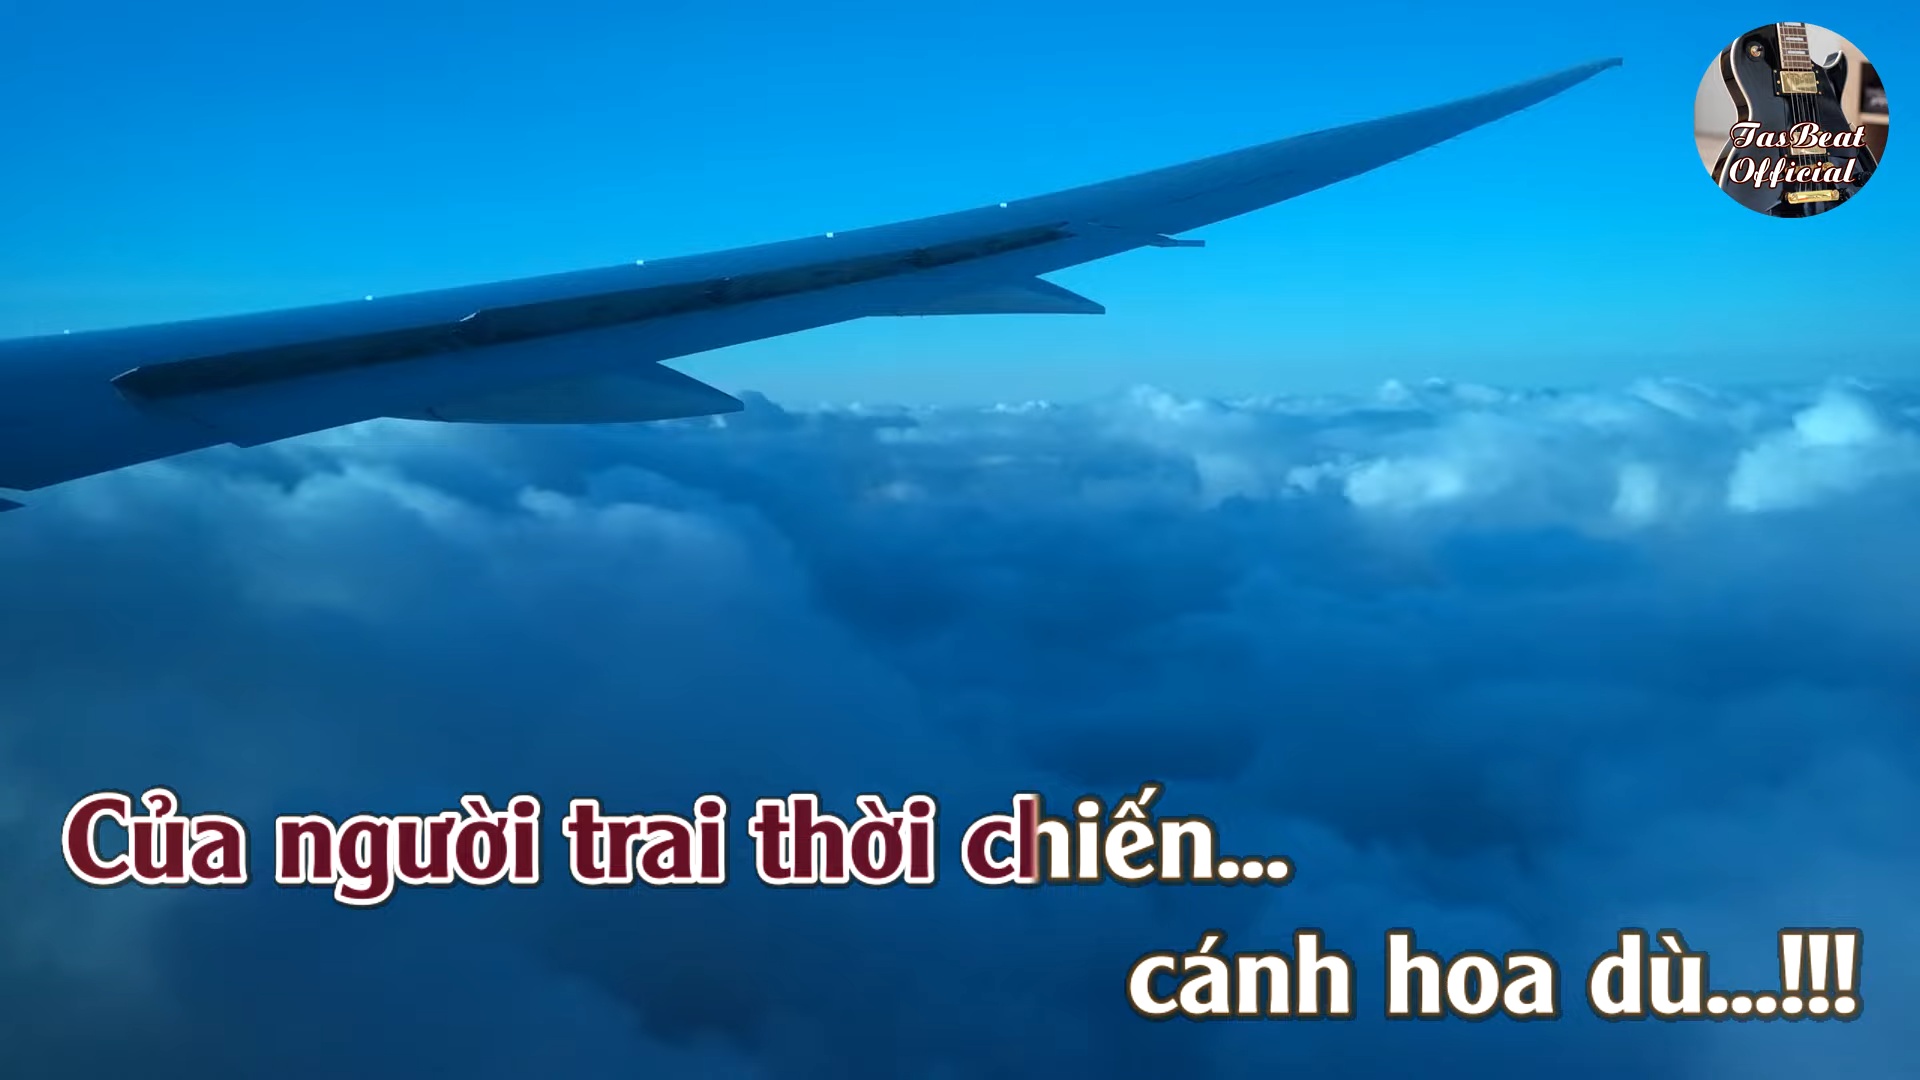 TasBeat
Official
Của người trai thời chiến...
cánh hoa dù...!!!